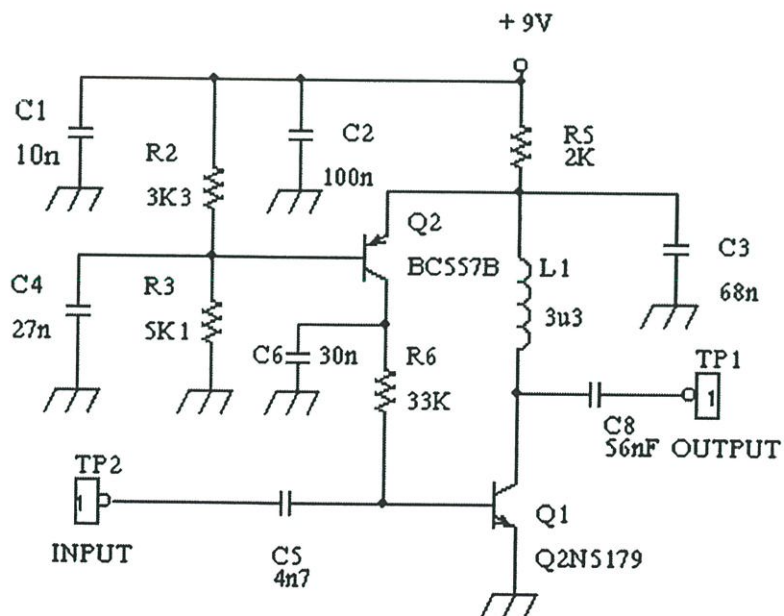 + 9V
C1
10n
R2
3K3
C2
100n
R5
2K
Q2
BC557B
C3
68n
L1
3u3
C4
27n
R3
5K1
C6
30n
R6
33K
TP1
1
C8
56nF OUTPUT
TP2
1
INPUT
C5
4n7
Q1
Q2N5179